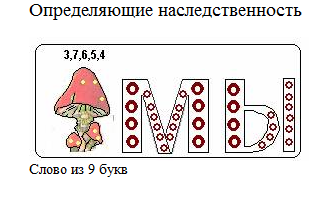 Определяющие наследственность
3,7,6,5,4
МЫ
Слово из 9 букв